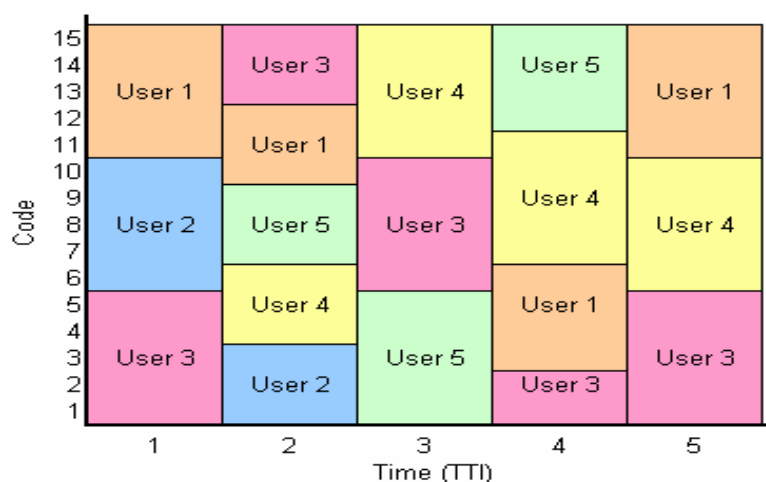 15
14
13
12
11
10
9
8
7
6
5
4
3
2
1
Code
User 1
User 2
User 3
User 3
User 1
User 5
User 4
User 2
User 4
User 3
User 5
User 5
User 4
User 1
User 3
User 1
User 4
User 3
1 2 3 4 5
Time (TTI)